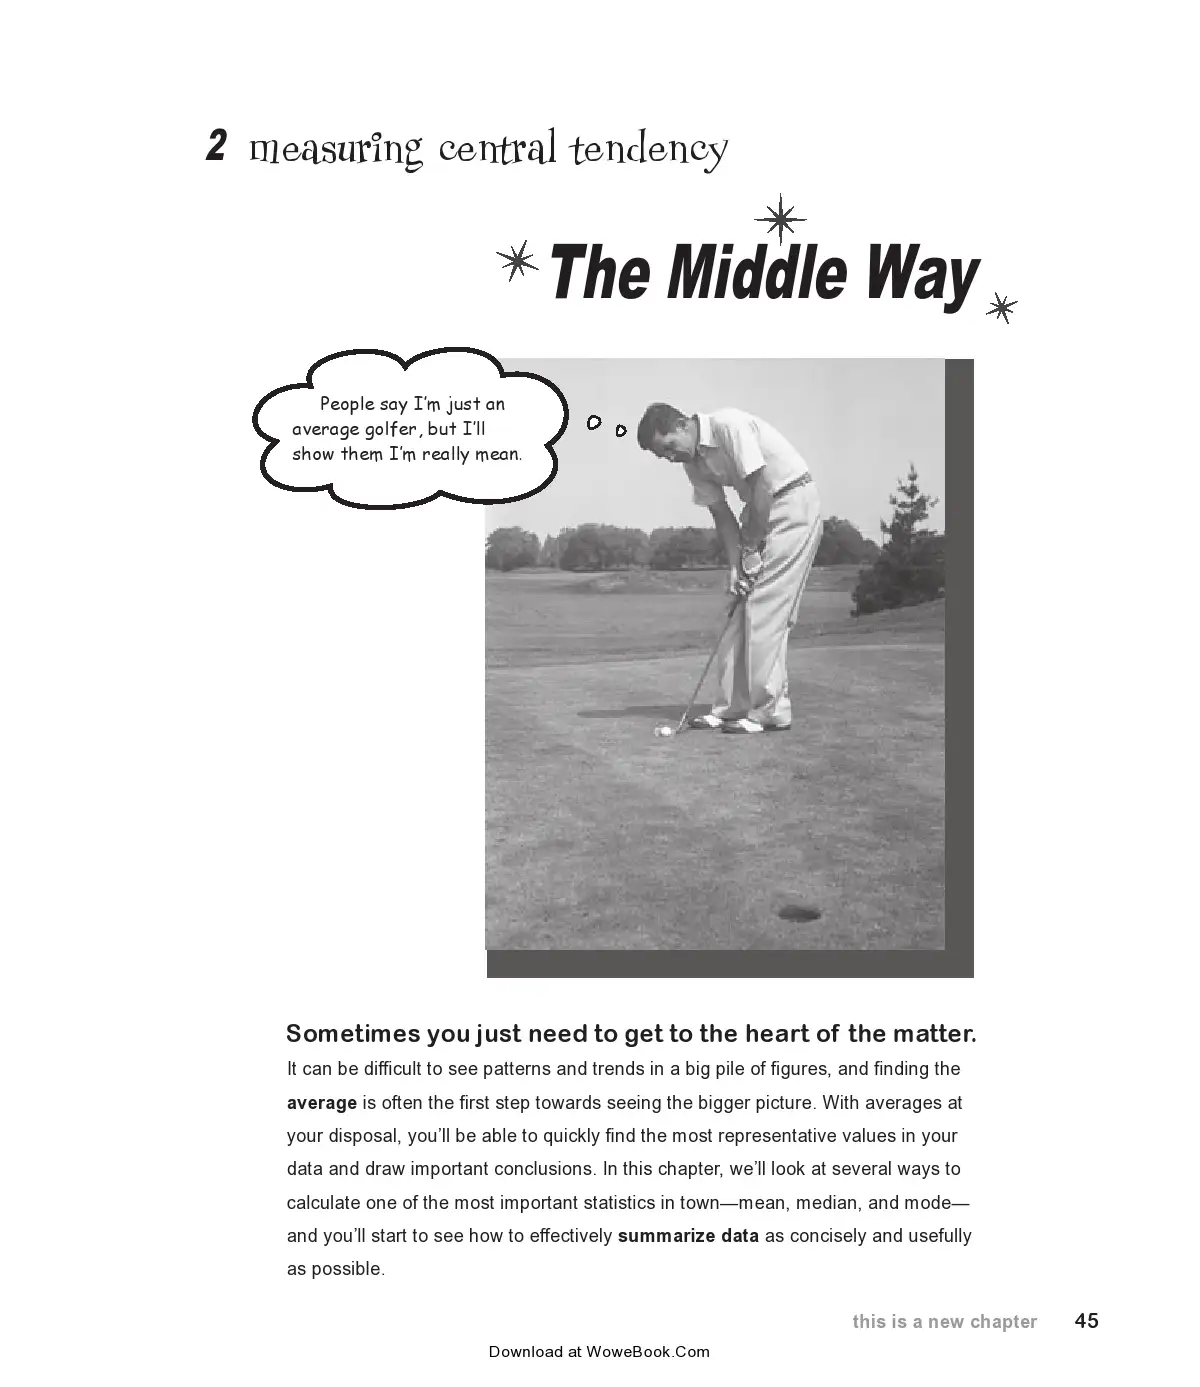 2 measuring central tendency
The Middle Way
People say I'm just an
average golfer, but I'll
show them I'm really mean.
Sometimes you just need to get to the heart of the matter.
It can be difficult to see patterns and trends in a big pile of figures, and finding the
average is often the first step towards seeing the bigger picture. With averages at
your disposal, you'll be able to quickly find the most representative values in your
data and draw important conclusions. In this chapter, we'll look at several ways to
calculate one of the most important statistics in town—mean, median, and mode—
and you'll start to see how to effectively summarize data as concisely and usefully
as possible.
this is a new chapter 45
Download at WoweBook.Com